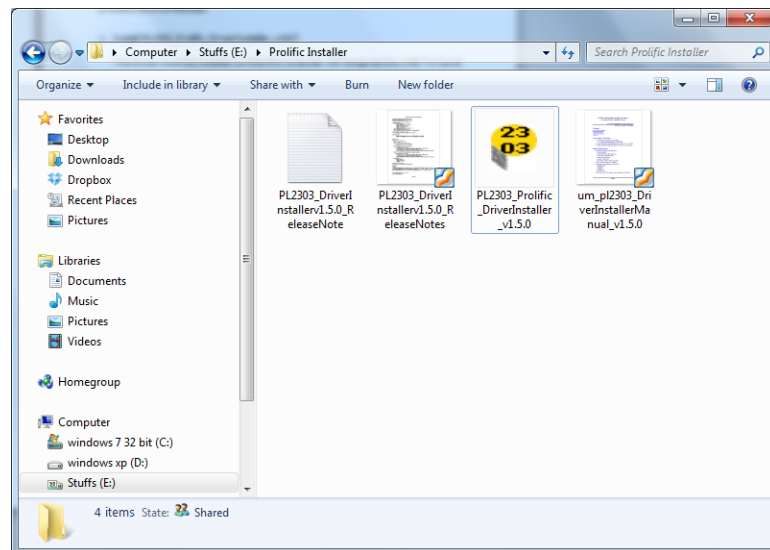 Computer ▸ Stuffs (E:) ▸ Prolific Installer
Search Prolific Installer
Organize Include in library Share with Burn New folder
Favorites
Desktop
Downloads
Dropbox
Recent Places
Pictures
Libraries
Documents
Music
Pictures
Videos
Homegroup
Computer
windows 7 32 bit (C:)
windows xp (D:)
Stuffs (E:)
PL2303_DriverI
nstallerv1.5.0_R
eleaseNote
PL2303_DriverI
nstallerv1.5.0_R
eleaseNotes
23
03
PL2303_Prolific
_DriverInstaller
_v1.5.0
um_pl2303_Dri
verInstallerMa
nual_v1.5.0
4 items State: Shared